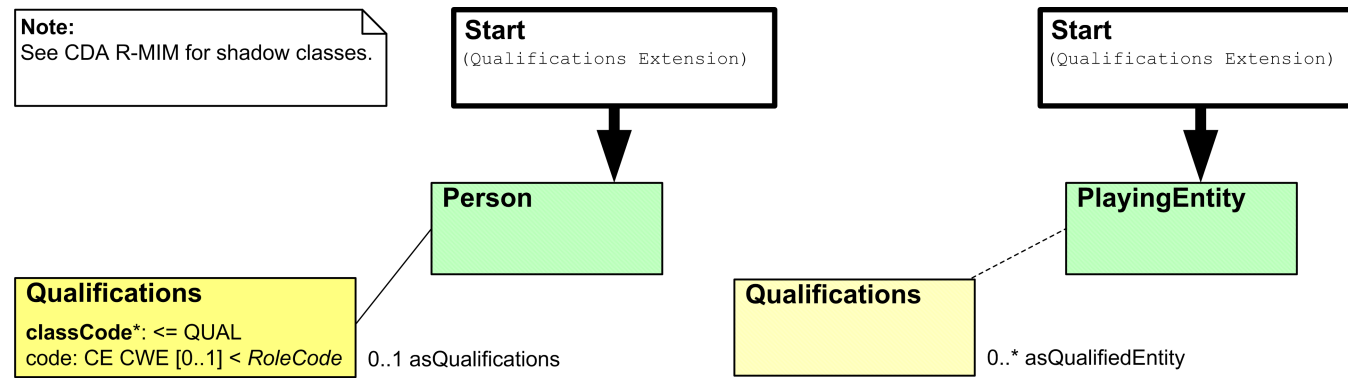 Note:
See CDA R-MIM for shadow classes.
Start
(Qualifications Extension)
Start
(Qualifications Extension)
Person
PlayingEntity
Qualifications
classCode*: <= QUAL
code: CE CWE [0..1] < RoleCode
0..1 asQualifications
Qualifications
0..* asQualifiedEntity